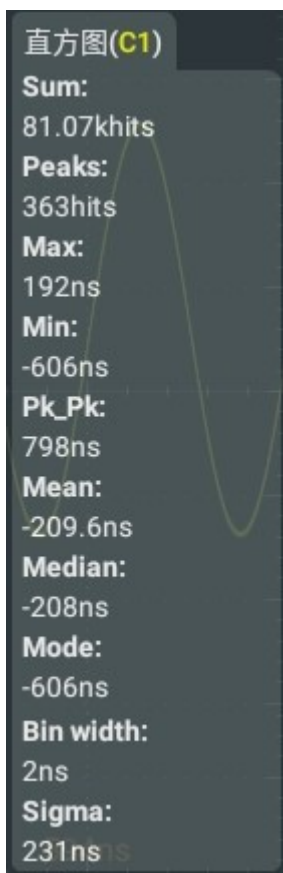 直方图(C1)
Sum:
81.07khits
Peaks:
363hits
Max:
192ns
Min:
-606ns
Pk_Pk:
798ns
Mean:
-209.6ns
Median:
-208ns
Mode:
-606ns
Bin width:
2ns
Sigma:
231ns